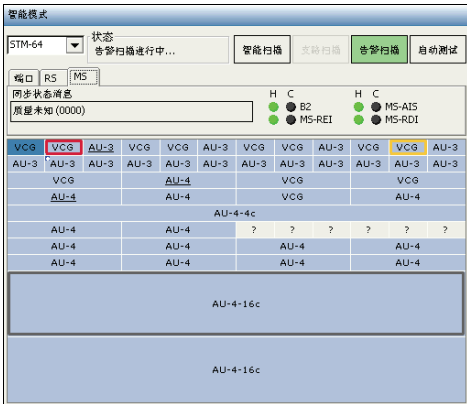 智能模式
STM-64 状态 告警扫描进行中... 智能扫描 支路扫描 告警扫描 自动测试
端口 RS MS
同步状态消息 H C H C
质量未知 (0000) B2 MS-AIS
MS-REI MS-RDI
VCG VCG AU-3 VCG VCG AU-3 VCG VCG AU-3 VCG VCG AU-3
AU-3 AU-3 AU-3 AU-3 AU-3 AU-3 AU-3 AU-3 AU-3 AU-3 AU-3 AU-3
VCG AU-4 VCG VCG
AU-4 AU-4 VCG AU-4
AU-4-4c
AU-4 AU-4 ? ? ? ? ? ?
AU-4 AU-4 AU-4 AU-4
AU-4 AU-4 AU-4 AU-4
AU-4-16c
AU-4-16c